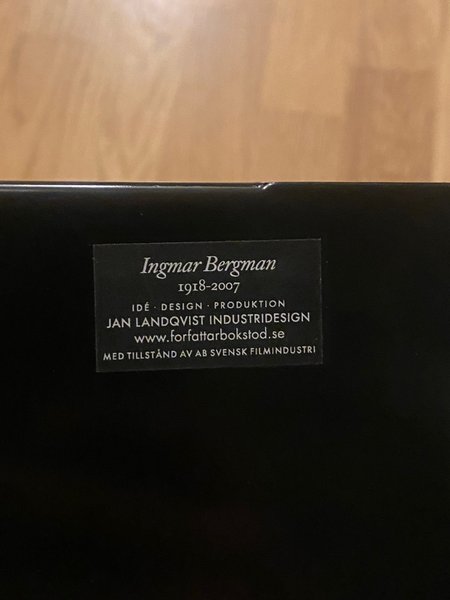 Ingmar Bergman
1918-2007
IDÉ · DESIGN · PRODUKTION
JAN LANDQVIST INDUSTRIDESIGN
www.forfattarbokstod.se
MED TILLSTÅND AV AB SVENSK FILMINDUSTRI